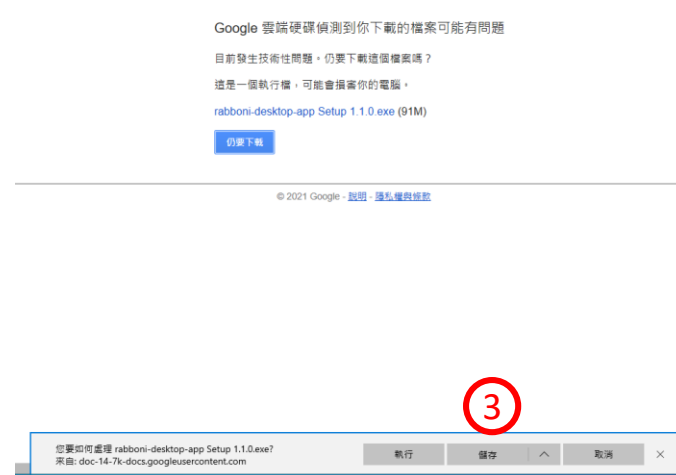 Google 雲端硬碟偵測到你下載的檔案可能有問題
目前發生技術性問題，仍要下載這個檔案嗎？
這是一個執行檔，可能會損害你的電腦。
rabboni-desktop-app Setup 1.1.0.exe (91M)
仍要下載
© 2021 Google - 說明 - 隱私權與條款
3
您要如何處理 rabboni-desktop-app Setup 1.1.0.exe?
來自: doc-14-7k-docs.googleusercontent.com
執行
儲存
取消